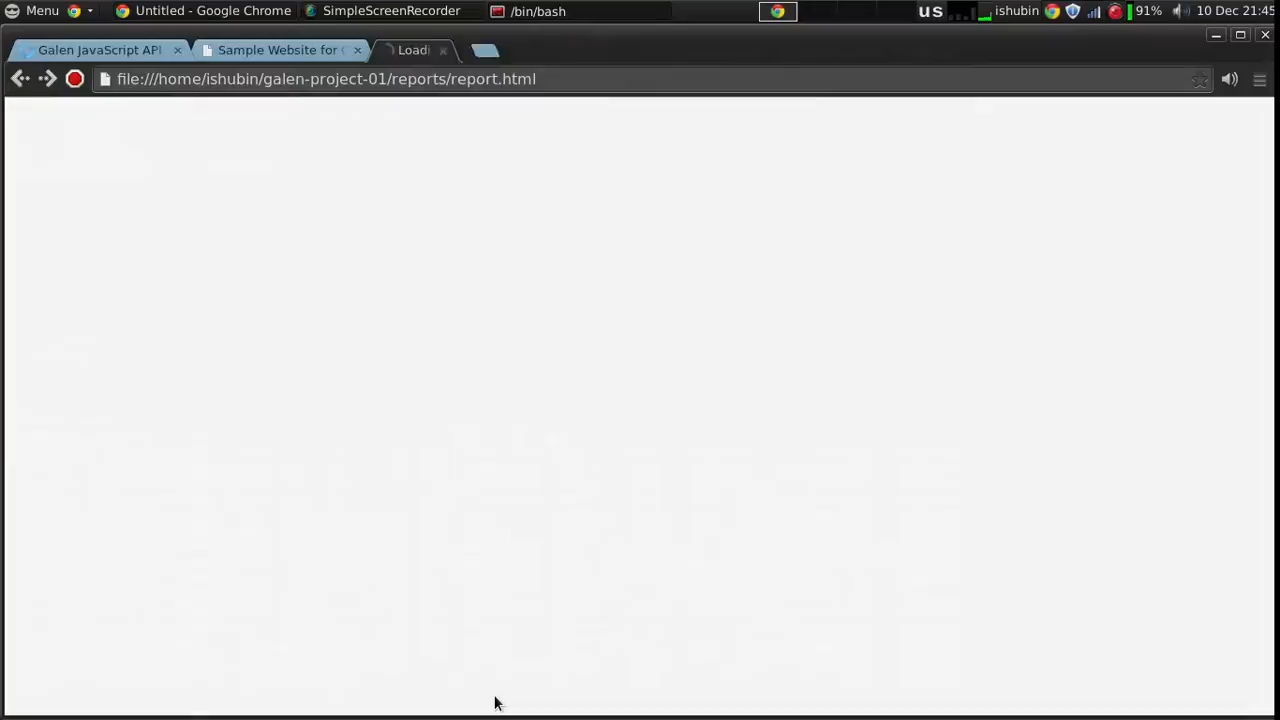 Menu
Untitled - Google Chrome
SimpleScreenRecorder
/bin/bash
us
ishubin
91%
10 Dec 21:45
Galen JavaScript API
Sample Website for
Loadi
file:///home/ishubin/galen-project-01/reports/report.html